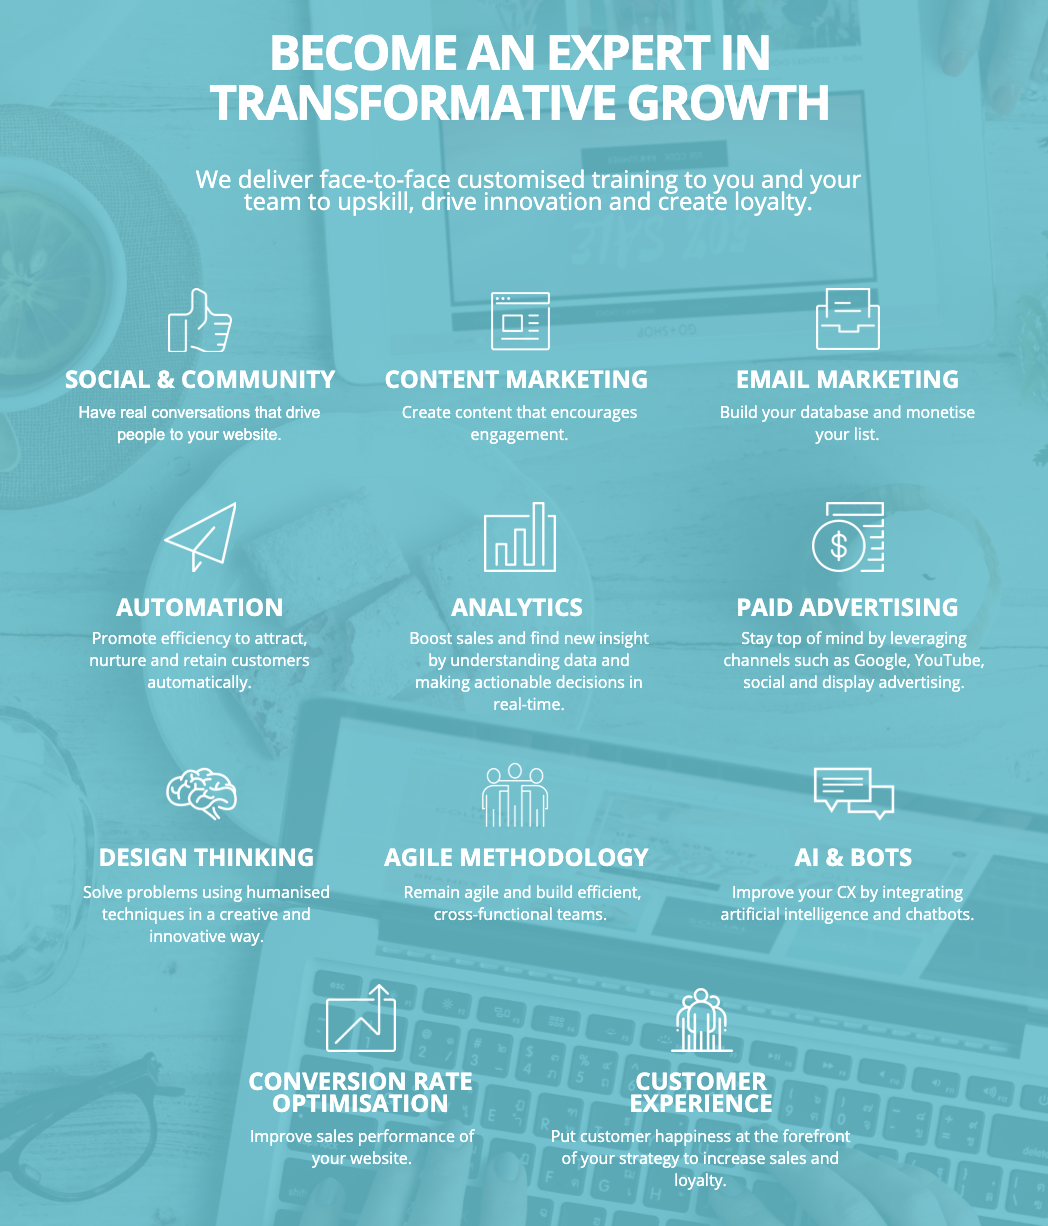 BECOME AN EXPERT IN
TRANSFORMATIVE GROWTH
We deliver face-to-face customised training to you and your
team to upskill, drive innovation and create loyalty.
SOCIAL & COMMUNITY
Have real conversations that drive
people to your website.
CONTENT MARKETING
Create content that encourages
engagement.
EMAIL MARKETING
Build your database and monetise
your list.
AUTOMATION
Promote efficiency to attract,
nurture and retain customers
automatically.
ANALYTICS
Boost sales and find new insight
by understanding data and
making actionable decisions in
real-time.
$
PAID ADVERTISING
Stay top of mind by leveraging
channels such as Google, YouTube,
social and display advertising.
DESIGN THINKING
Solve problems using humanised
techniques in a creative and
innovative way.
AGILE METHODOLOGY
Remain agile and build efficient,
cross-functional teams.
AI & BOTS
Improve your CX by integrating
artificial intelligence and chatbots.
CONVERSION RATE
OPTIMISATION
Improve sales performance of
your website.
CUSTOMER
EXPERIENCE
Put customer happiness at the forefront
of your strategy to increase sales and
loyalty.